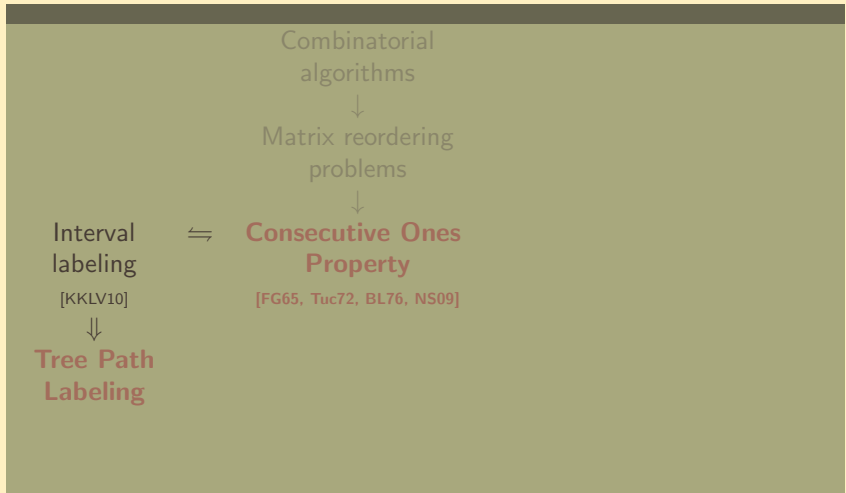 Combinatorial
algorithms
↓
Matrix reordering
problems
↓
Interval ⇋ Consecutive Ones
labeling Property
[KKLV10] [FG65, Tuc72, BL76, NS09]
⇓
Tree Path
Labeling